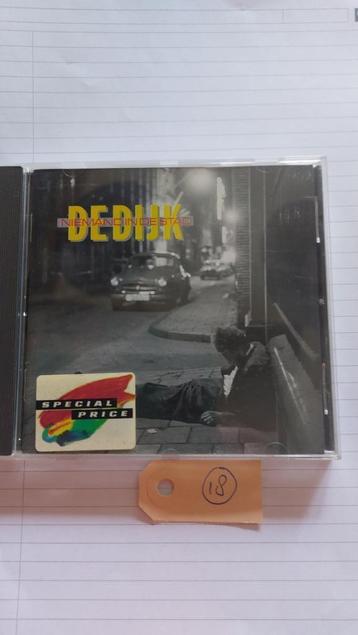 DE DIJK
NIEMAND IN DE STAD
SPECIAL
PRICE
18